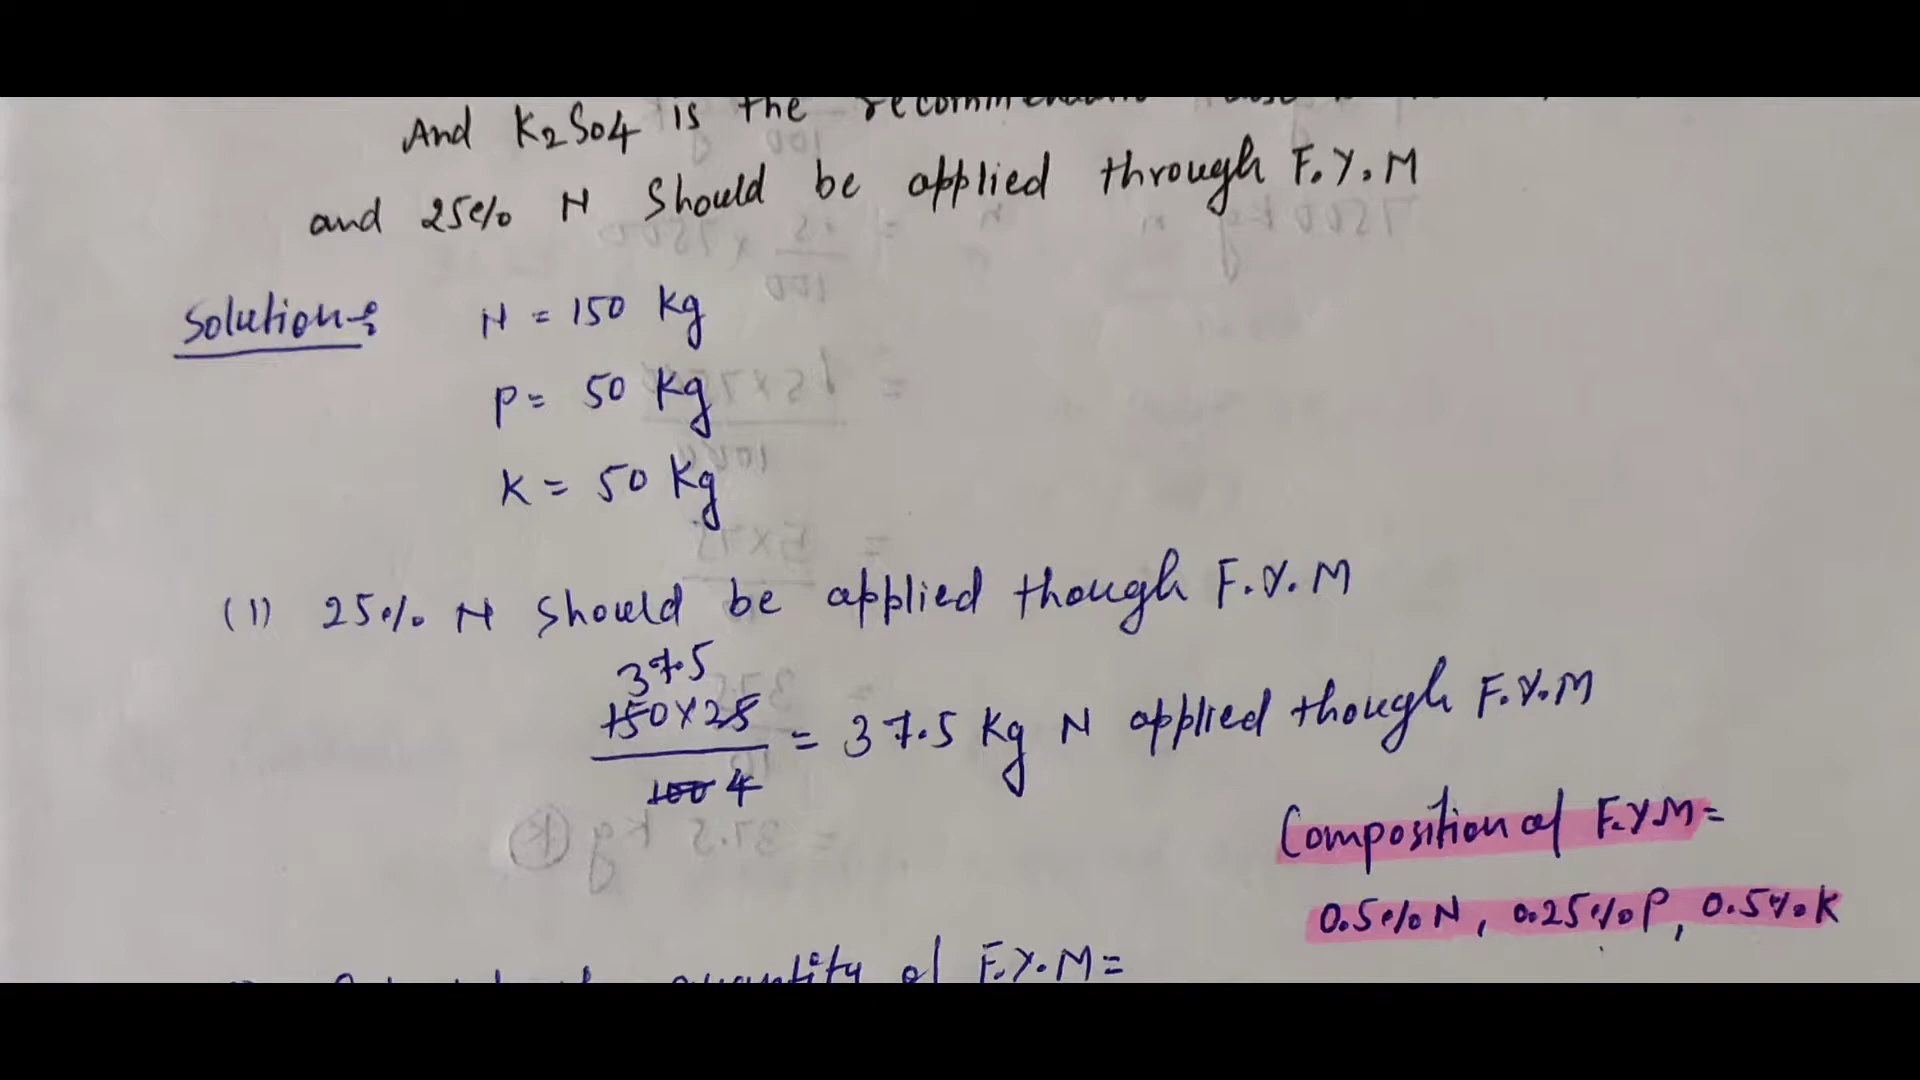 And K2SO4 is the
and 25% N Should be applied through F.Y.M
Solution:
N = 150 kg
P = 50 kg
K = 50 kg
(1) 25% N should be applied though F.Y.M
37.5
150×25
100 4
= 37.5 kg N applied though F.Y.M
Composition of F.Y.M=
0.5% N, 0.25% P, 0.5% K
quantity of F.Y.M=